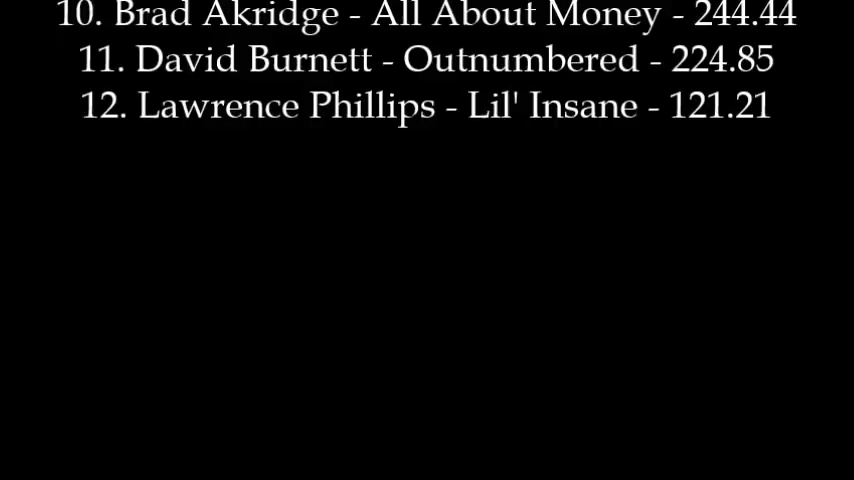 10. Brad Akridge - All About Money - 244.44
11. David Burnett - Outnumbered - 224.85
12. Lawrence Phillips - Lil' Insane - 121.21